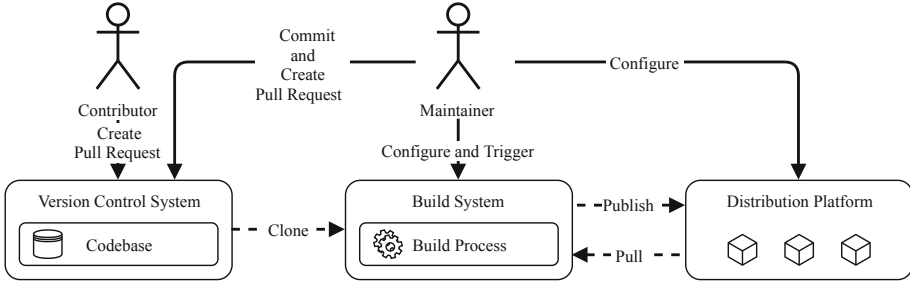 Contributor
Create
Pull Request
Commit
and
Create
Pull Request
Maintainer
Configure and Trigger
Configure
Version Control System
Codebase
Clone
Build System
Build Process
Publish
Pull
Distribution Platform